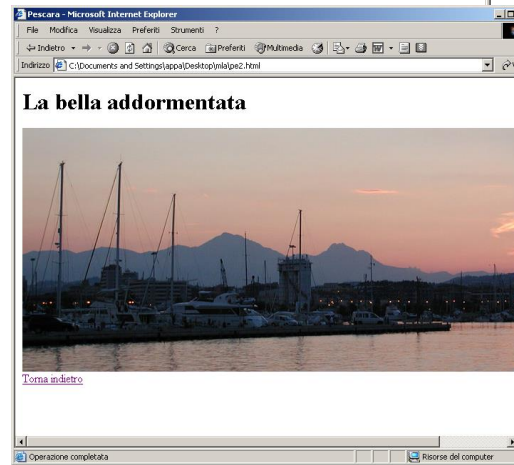 Pescara - Microsoft Internet Explorer
File Modifica Visualizza Preferiti Strumenti ?
Indietro Cerca Preferiti Multimedia
Indirizzo C:\Documents and Settings\appa\Desktop\mla\pe2.html
La bella addormentata
Torna indietro
Operazione completata Risorse del computer